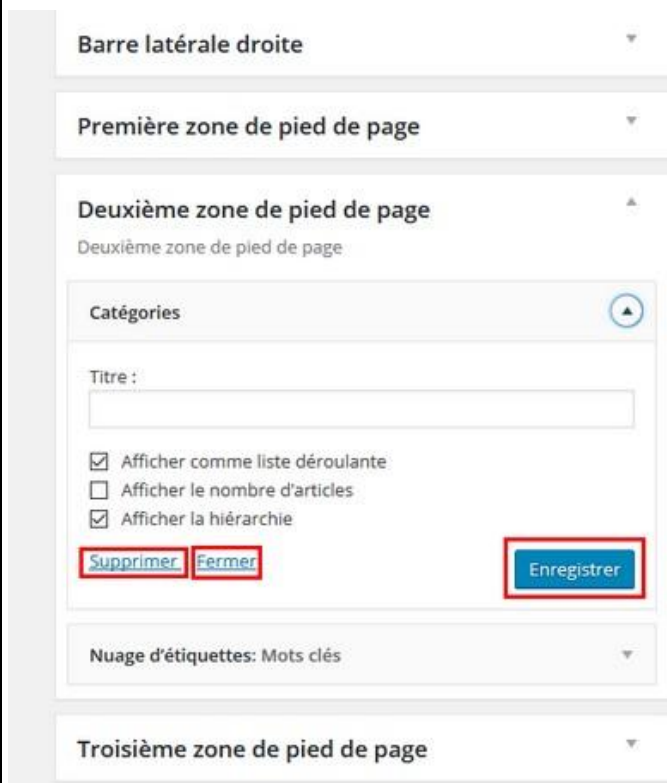 Barre latérale droite
Première zone de pied de page
Deuxième zone de pied de page
Deuxième zone de pied de page
Catégories
Titre :
Afficher comme liste déroulante
Afficher le nombre d'articles
Afficher la hiérarchie
Supprimer Fermer Enregistrer
Nuage d'étiquettes: Mots clés
Troisième zone de pied de page